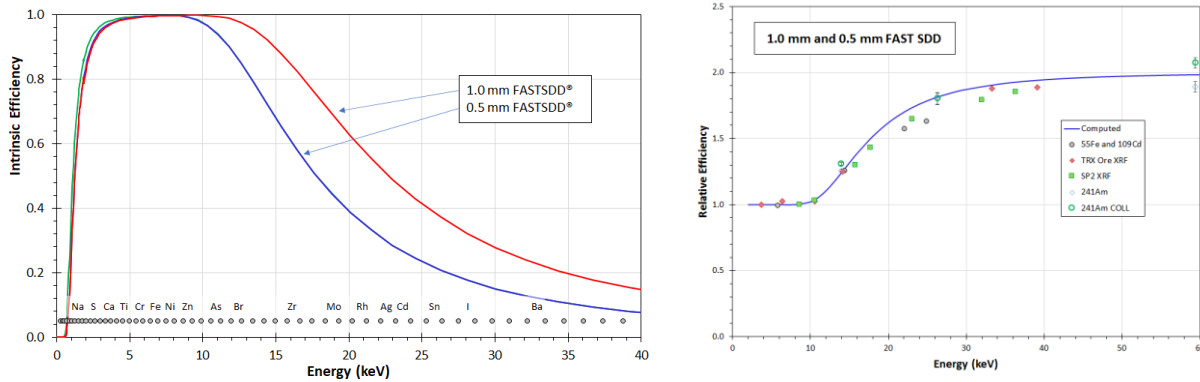 1.0
0.8
0.6
0.4
0.2
0.0
Intrinsic Efficiency
1.0 mm FASTSDD®
0.5 mm FASTSDD®
Na S Ca Ti Cr Fe Ni Zn As Br Zr Mo Rh Ag Cd Sn I Ba
0 5 10 15 20 25 30 35 40
Energy (keV)
2.5
2.0
1.5
1.0
0.5
0.0
Relative Efficiency
1.0 mm and 0.5 mm FAST SDD
Computed
55Fe and 109Cd
TRX Ore XRF
SP2 XRF
241Am
241Am COLL
0 10 20 30 40 50 60
Energy (keV)